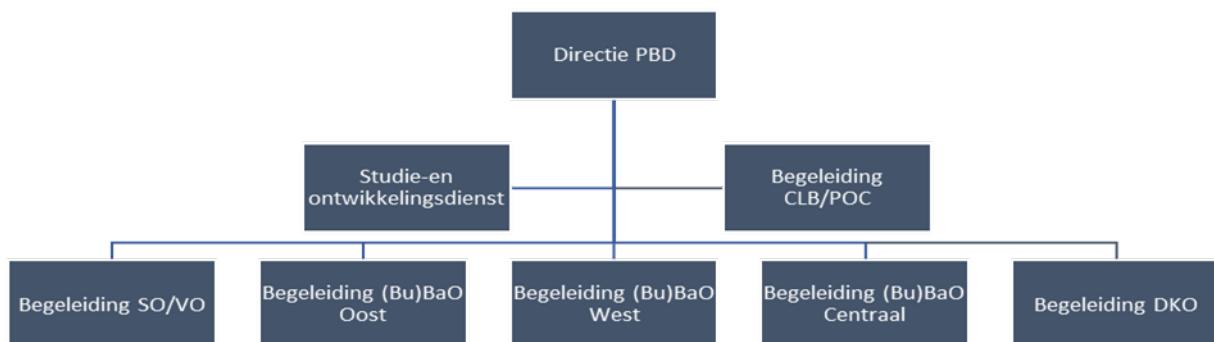 Directie PBD
Studie-en
ontwikkelingsdienst
Begeleiding
CLB/POC
Begeleiding SO/VO
Begeleiding (Bu)BaO
Oost
Begeleiding (Bu)BaO
West
Begeleiding (Bu)BaO
Centraal
Begeleiding DKO